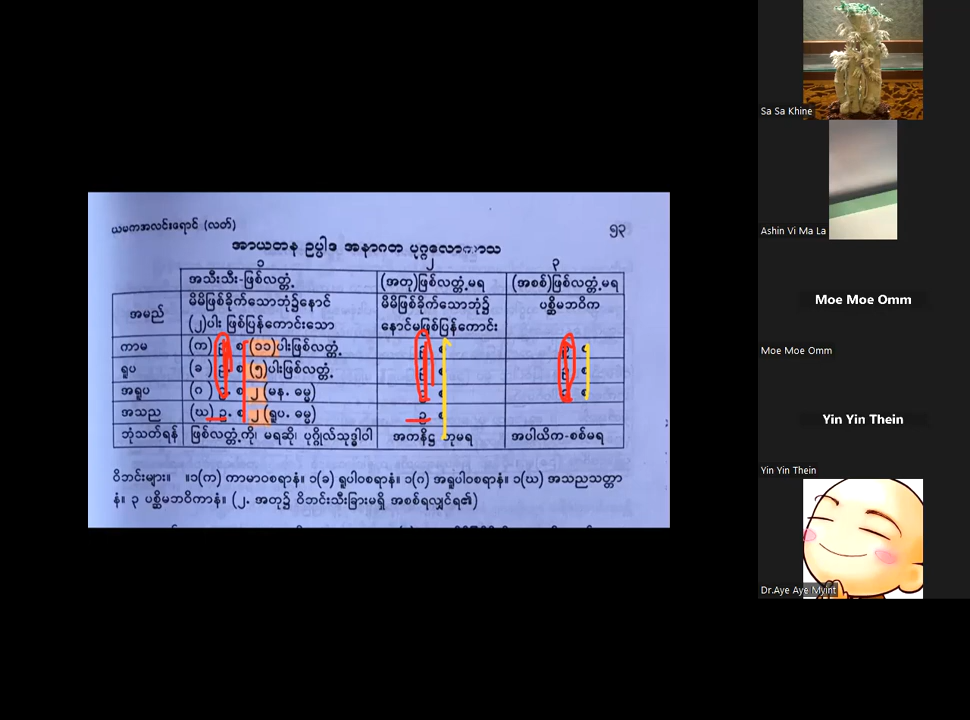 ယမကအလင်းရောင် (လတ်)
၅၃
အာယတန ဥပ္ပါဒ အနာဂတ ပုဂ္ဂလောကာသ
၁ ၂ ၃
အသီးသီး-ဖြစ်လတ္တံ့ (အတု)ဖြစ်လတ္တံ့မရ (အစစ်)ဖြစ်လတ္တံ့မရ
အမည် မိမိဖြစ်ခိုက်သောဘုံ၌နောင် မိမိဖြစ်ခိုက်သောဘုံ၌ ပစ္ဆိမဘဝိက
(၂)ပါး ဖြစ်ပြန်ကောင်းသော နောင်မဖြစ်ပြန်ကောင်း
ကာမ (က) (၁၁)ပါးဖြစ်လတ္တံ့
ရူပ (ခ) (၅)ပါးဖြစ်လတ္တံ့
အရူပ (ဂ) ၂(မန. ဓမ္မ)
အသည (ဃ) ၂(ရူပ. ဓမ္မ)
ဘုံသတ်ရန် ဖြစ်လတ္တံ့ကို၊ မရဆို၊ ပုဂ္ဂိုလ်သုဒ္ဓါဝါ အကနိဋ္ဌ အပါယိက-စစ်မရ
ဝိဘင်းများ။ ။၁(က) ကာမာဝစရာနံ။ ၁(ခ) ရူပါဝစရာနံ။ ၁(ဂ) အရူပါဝစရာနံ။ ၁(ဃ) အသညသတ္တာ
နံ။ ၃ ပစ္ဆိမဘဝိကာနံ။ (၂. အတု၌ ဝိဘင်းသီးခြားမရှိ အစစ်ရလျှင်ရ၏)
Sa Sa Khine
Ashin Vi Ma La
Moe Moe Omm
Moe Moe Omm
Yin Yin Thein
Yin Yin Thein
Dr.Aye Aye Myint